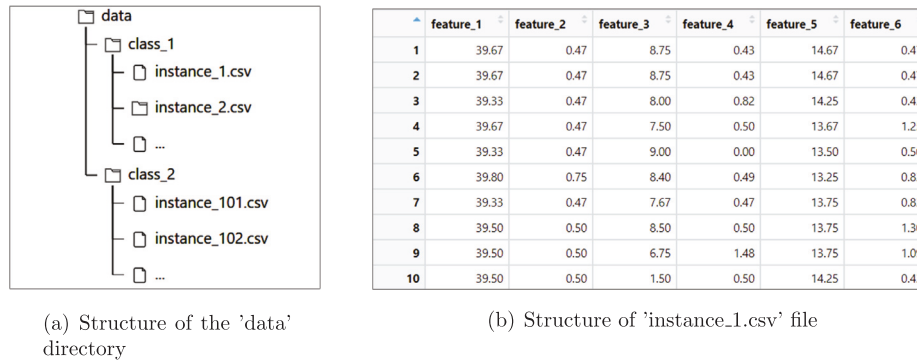 data
class_1
instance_1.csv
instance_2.csv
...
class_2
instance_101.csv
instance_102.csv
...
(a) Structure of the 'data'
directory
feature_1 feature_2 feature_3 feature_4 feature_5 feature_6
1 39.67 0.47 8.75 0.43 14.67
2 39.67 0.47 8.75 0.43 14.67
3 39.33 0.47 8.00 0.82 14.25
4 39.67 0.47 7.50 0.50 13.67
5 39.33 0.47 9.00 0.00 13.50
6 39.80 0.75 8.40 0.49 13.25
7 39.33 0.47 7.67 0.47 13.75
8 39.50 0.50 8.50 0.50 13.75
9 39.50 0.50 6.75 1.48 13.75
10 39.50 0.50 1.50 0.50 14.25
(b) Structure of 'instance_1.csv' file